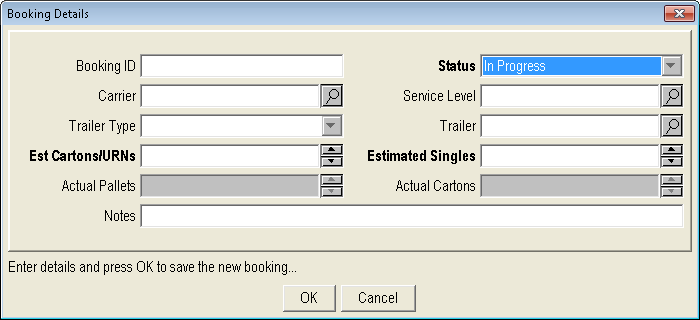 Booking Details
Booking ID Status In Progress
Carrier Service Level
Trailer Type Trailer
Est Cartons/URNs Estimated Singles
Actual Pallets Actual Cartons
Notes
Enter details and press OK to save the new booking...
OK Cancel